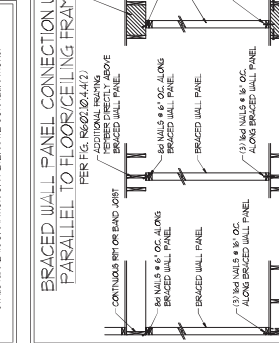 BRACED WALL PANEL CONNECTION
PARALLEL TO FLOOR/CEILING FRAM
PER FIG. R602.10.4.4(2)
CONTINUOUS RIM OR BAND JOIST
8d NAILS @ 6" O.C. ALONG
BRACED WALL PANEL
BRACED WALL PANEL
(3) 16d NAILS @ 16" O.C.
ALONG BRACED WALL PANEL
ADDITIONAL FRAMING
MEMBER DIRECTLY ABOVE
BRACED WALL PANEL
8d NAILS @ 6" O.C. ALONG
BRACED WALL PANEL
BRACED WALL PANEL
(3) 16d NAILS @ 16" O.C.
ALONG BRACED WALL PANEL